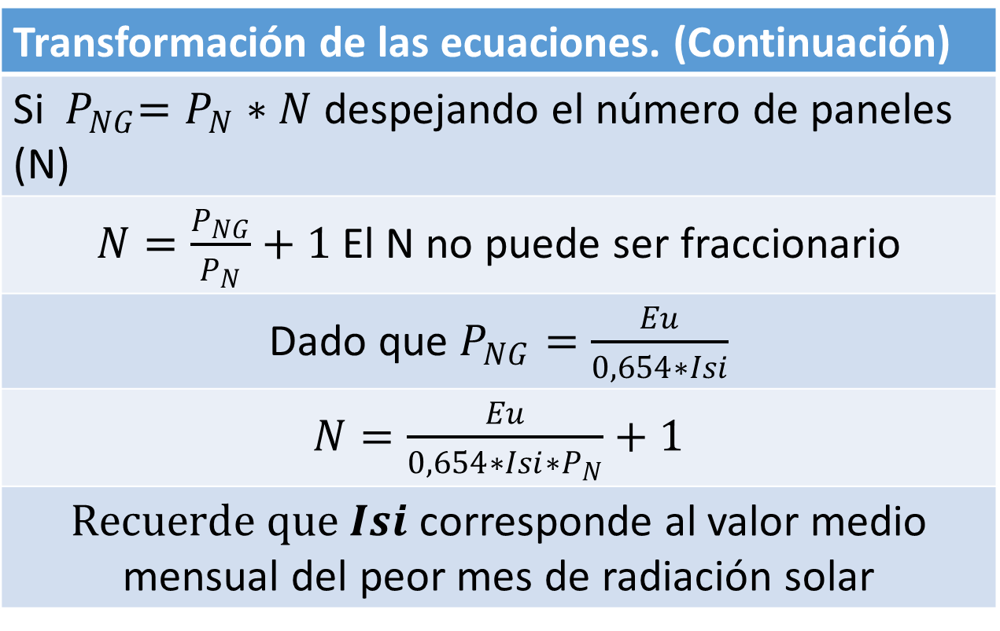 Transformación de las ecuaciones. (Continuación)
Si P_{NG} = P_N ∗ N despejando el número de paneles
(N)
N = \frac{P_{NG}}{P_N} + 1 El N no puede ser fraccionario
Dado que P_{NG} = \frac{Eu}{0,654∗Isi}
N = \frac{Eu}{0,654∗Isi∗P_N} + 1
Recuerde que Isi corresponde al valor medio
mensual del peor mes de radiación solar